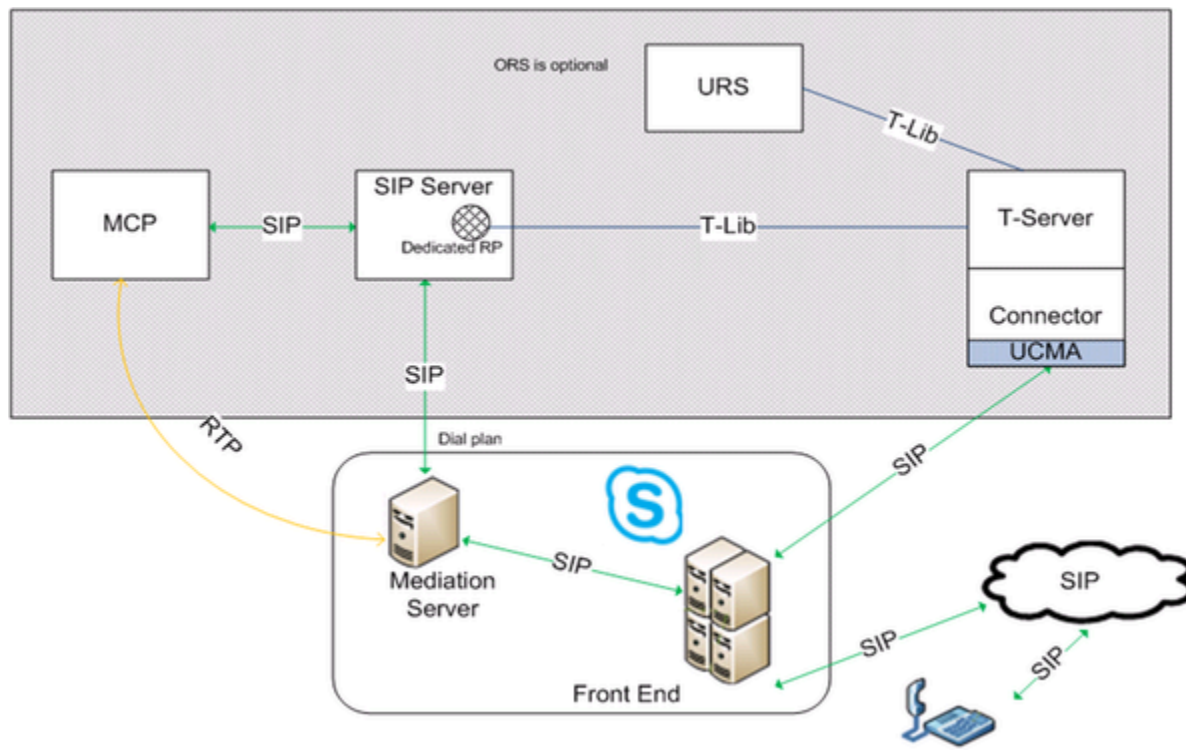 ORS is optional
URS
T-Lib
MCP
SIP
SIP Server
Dedicated RP
T-Lib
T-Server
Connector
UCMA
SIP
RTP
Dial plan
SIP
S
Mediation
Server
SIP
Front End
SIP
SIP
SIP